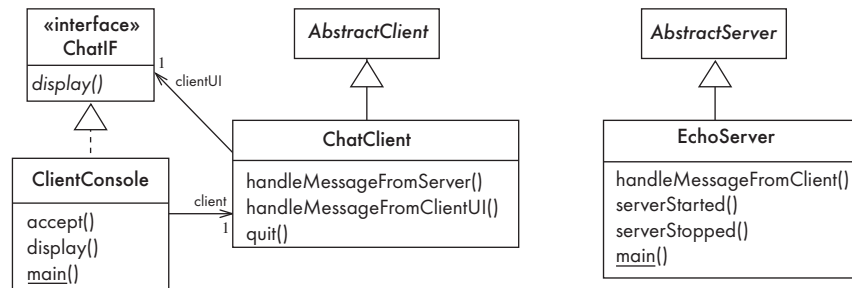 «interface»
ChatIF
display()
1
clientUI
AbstractClient
AbstractServer
ChatClient
handleMessageFromServer()
handleMessageFromClientUI()
quit()
EchoServer
handleMessageFromClient()
serverStarted()
serverStopped()
main()
ClientConsole
accept()
display()
main()
client
1